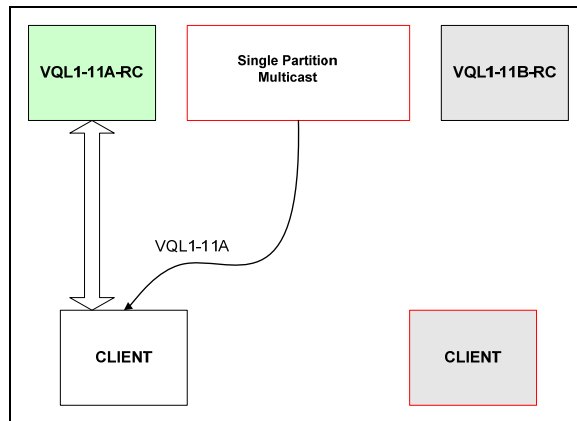 VQL1-11A-RC
Single Partition
Multicast
VQL1-11B-RC
VQL1-11A
CLIENT
CLIENT